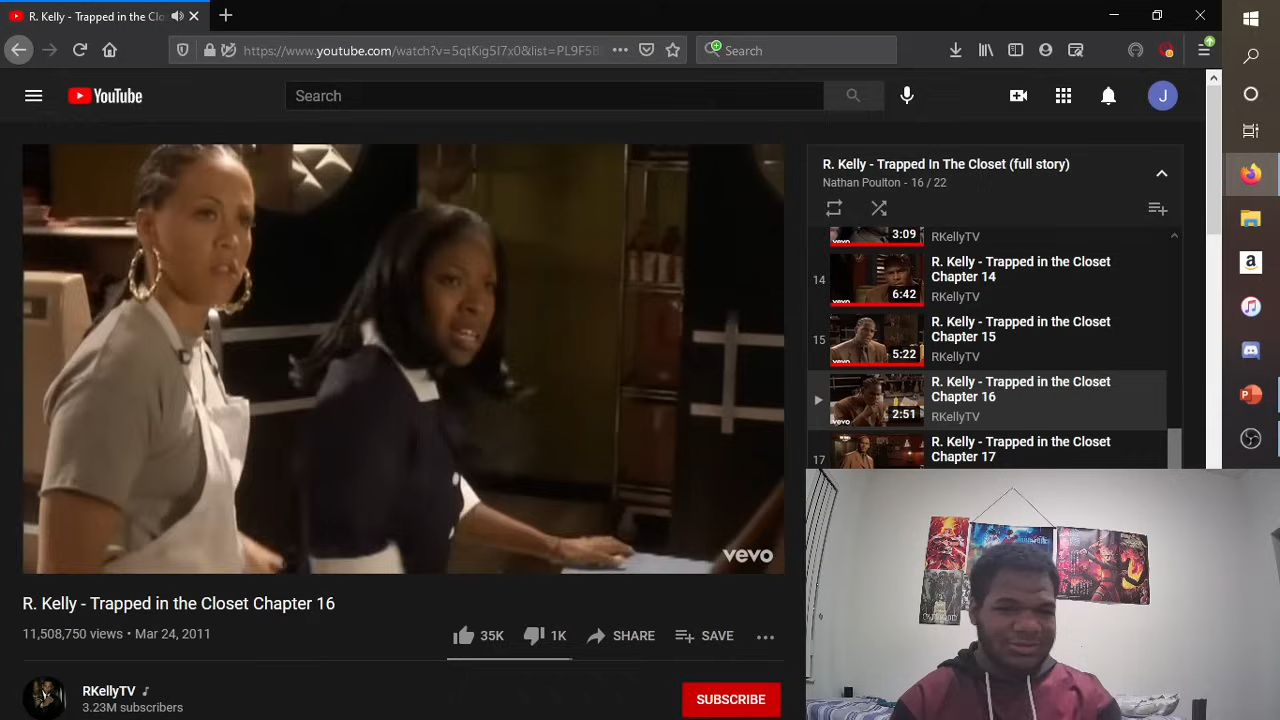 R. Kelly - Trapped in the Clo
https://www.youtube.com/watch?v=5qtKig5I7z0&list=PL9F5B
Search
YouTube
Search
J
vevo
R. Kelly - Trapped In The Closet (full story)
Nathan Poulton - 16 / 22
3:09
RKellyTV
14
6:42
R. Kelly - Trapped in the Closet
Chapter 14
RKellyTV
15
5:22
R. Kelly - Trapped in the Closet
Chapter 15
RKellyTV
2:51
R. Kelly - Trapped in the Closet
Chapter 16
RKellyTV
17
R. Kelly - Trapped in the Closet
Chapter 17
R. Kelly - Trapped in the Closet Chapter 16
11,508,750 views • Mar 24, 2011
35K
1K
SHARE
SAVE
RKellyTV
3.23M subscribers
SUBSCRIBE